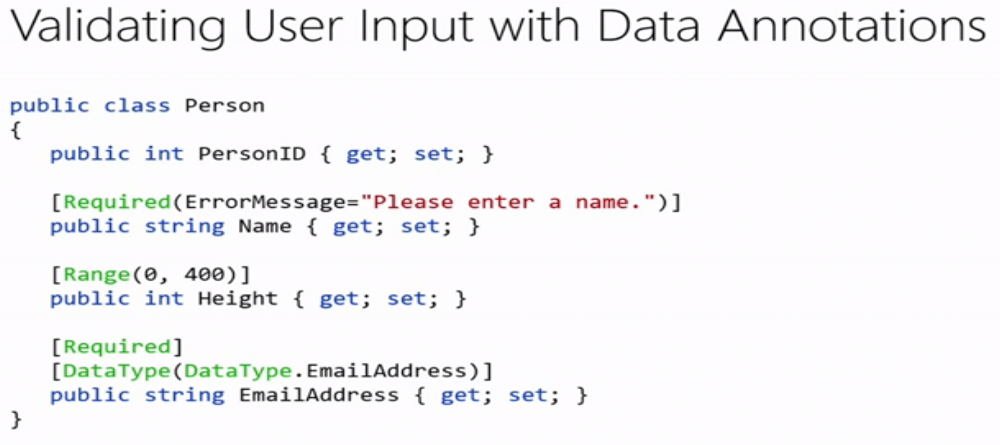 Validating User Input with Data Annotations
public class Person
{
public int PersonID { get; set; }
[Required(ErrorMessage="Please enter a name.")]
public string Name { get; set; }
[Range(0, 400)]
public int Height { get; set; }
[Required]
[DataType(DataType.EmailAddress)]
public string EmailAddress { get; set; }
}